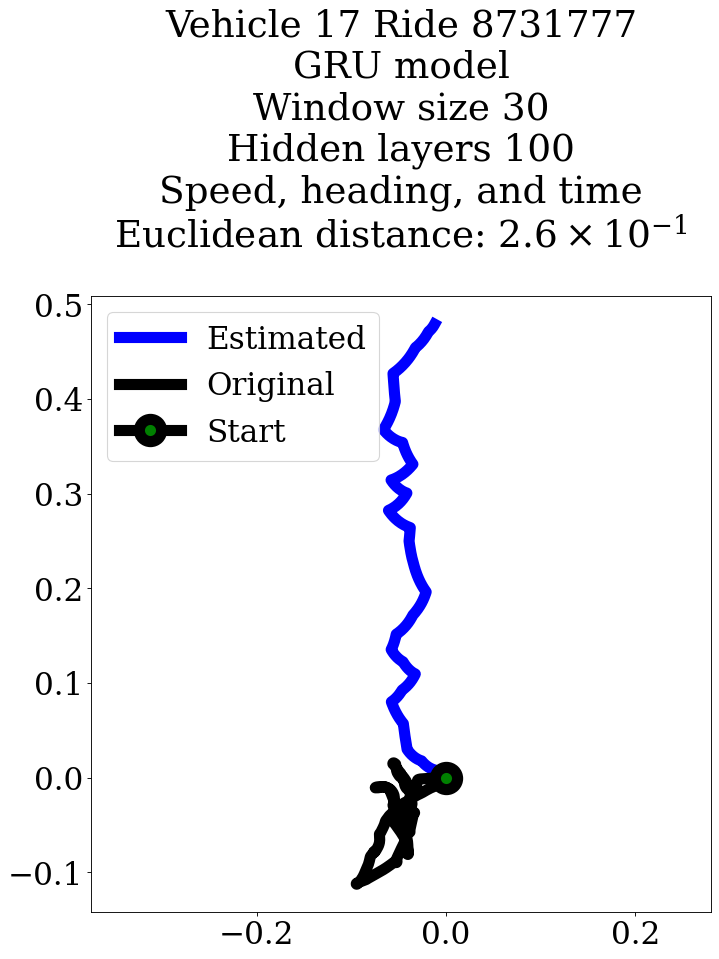 Vehicle 17 Ride 8731777
GRU model
Window size 30
Hidden layers 100
Speed, heading, and time
Euclidean distance: 2.6 × 10⁻¹
Estimated
Original
Start
0.5
0.4
0.3
0.2
0.1
0.0
−0.1
−0.2
0.0
0.2